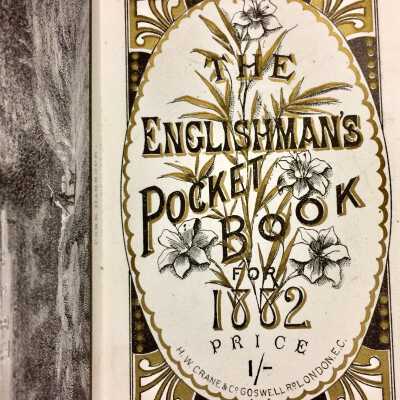 THE
ENGLISHMAN'S
POCKET
BOOK
FOR
1882
PRICE
1/-
H.W. CRANE & CO GOSWELL RD. LONDON. E.C.